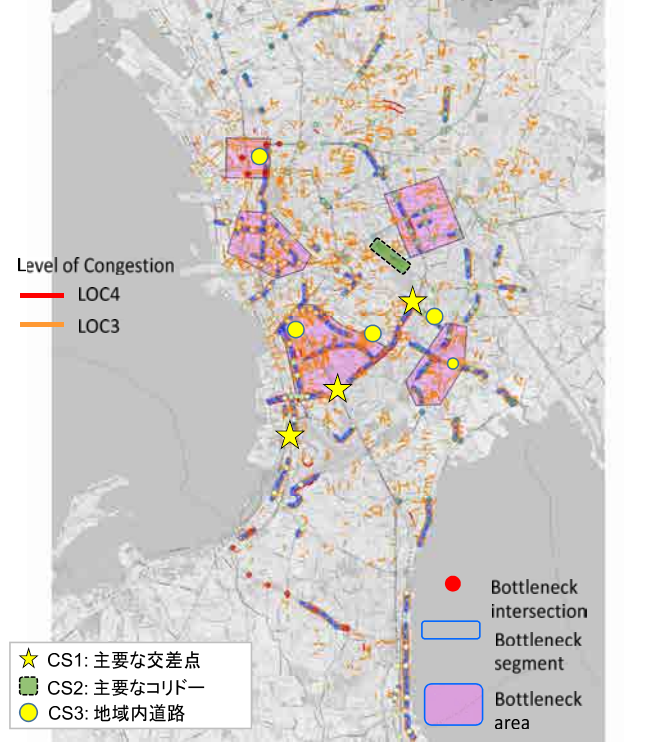 Level of Congestion
LOC4
LOC3
Bottleneck
intersection
Bottleneck
segment
Bottleneck
area
CS1: 主要な交差点
CS2: 主要なコリドー
CS3: 地域内道路